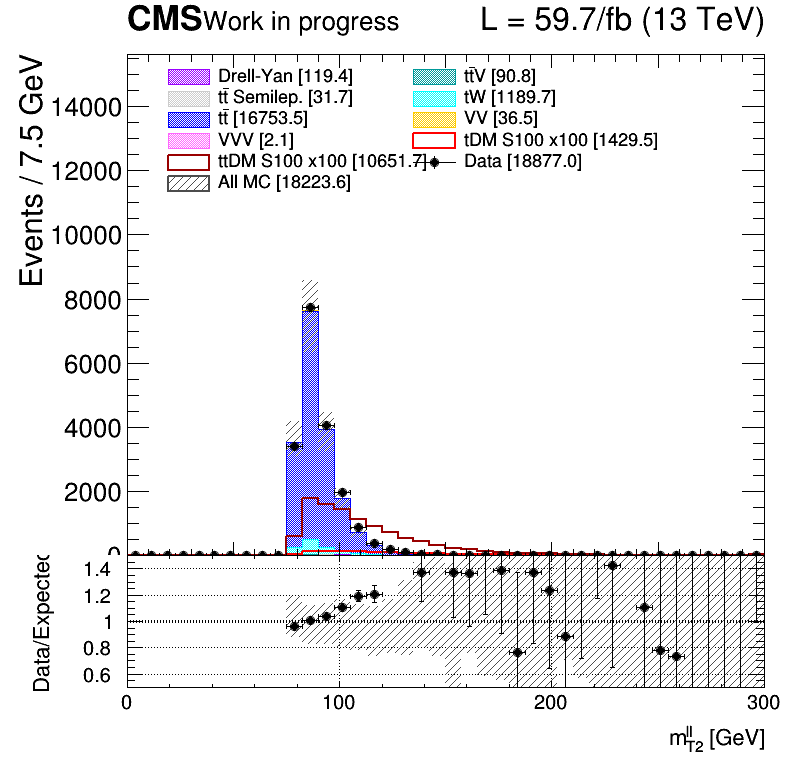 CMS Work in progress L = 59.7/fb (13 TeV)
Events / 7.5 GeV
14000
12000
10000
8000
6000
4000
2000
0
Drell-Yan [119.4]
tt̄ Semilep. [31.7]
tt̄ [16753.5]
VVV [2.1]
ttDM S100 x100 [10651.7]
All MC [18223.6]
tt̄V [90.8]
tW [1189.7]
VV [36.5]
tDM S100 x100 [1429.5]
Data [18877.0]
Data/Expected
1.4
1.2
1
0.8
0.6
0 100 200 300
m_{T2}^{ll} [GeV]